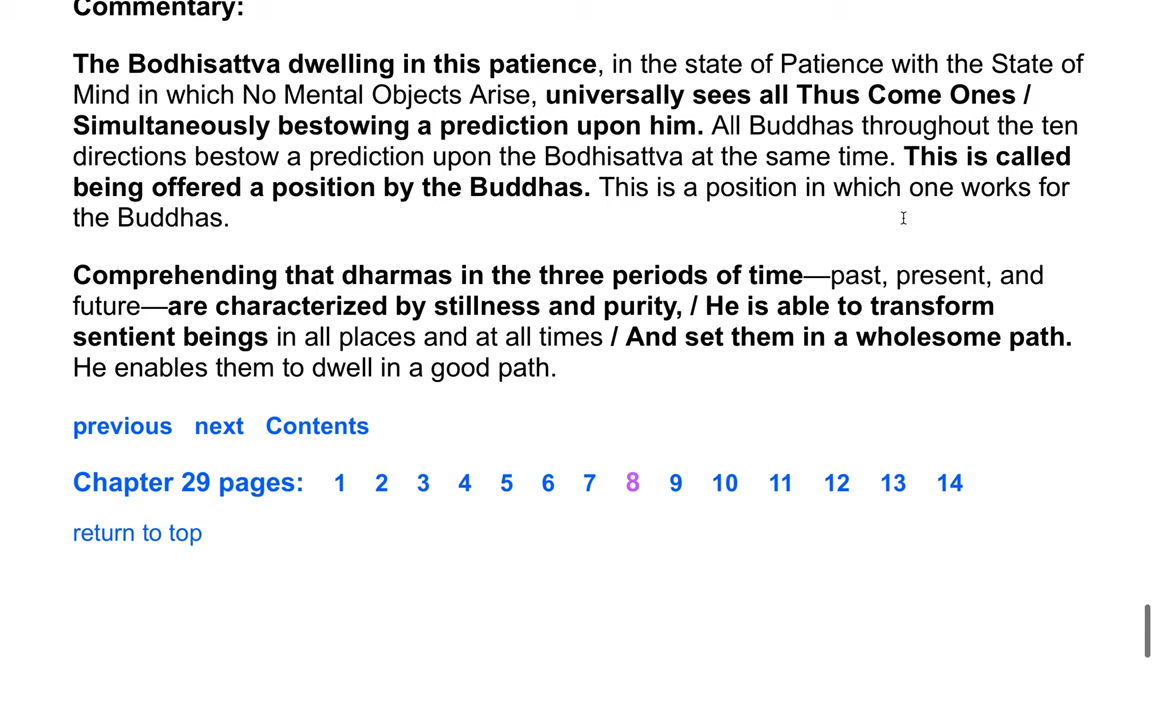 Commentary:
The Bodhisattva dwelling in this patience, in the state of Patience with the State of
Mind in which No Mental Objects Arise, universally sees all Thus Come Ones /
Simultaneously bestowing a prediction upon him. All Buddhas throughout the ten
directions bestow a prediction upon the Bodhisattva at the same time. This is called
being offered a position by the Buddhas. This is a position in which one works for
the Buddhas.
Comprehending that dharmas in the three periods of time—past, present, and
future—are characterized by stillness and purity, / He is able to transform
sentient beings in all places and at all times / And set them in a wholesome path.
He enables them to dwell in a good path.
previous next Contents
Chapter 29 pages: 1 2 3 4 5 6 7 8 9 10 11 12 13 14
return to top